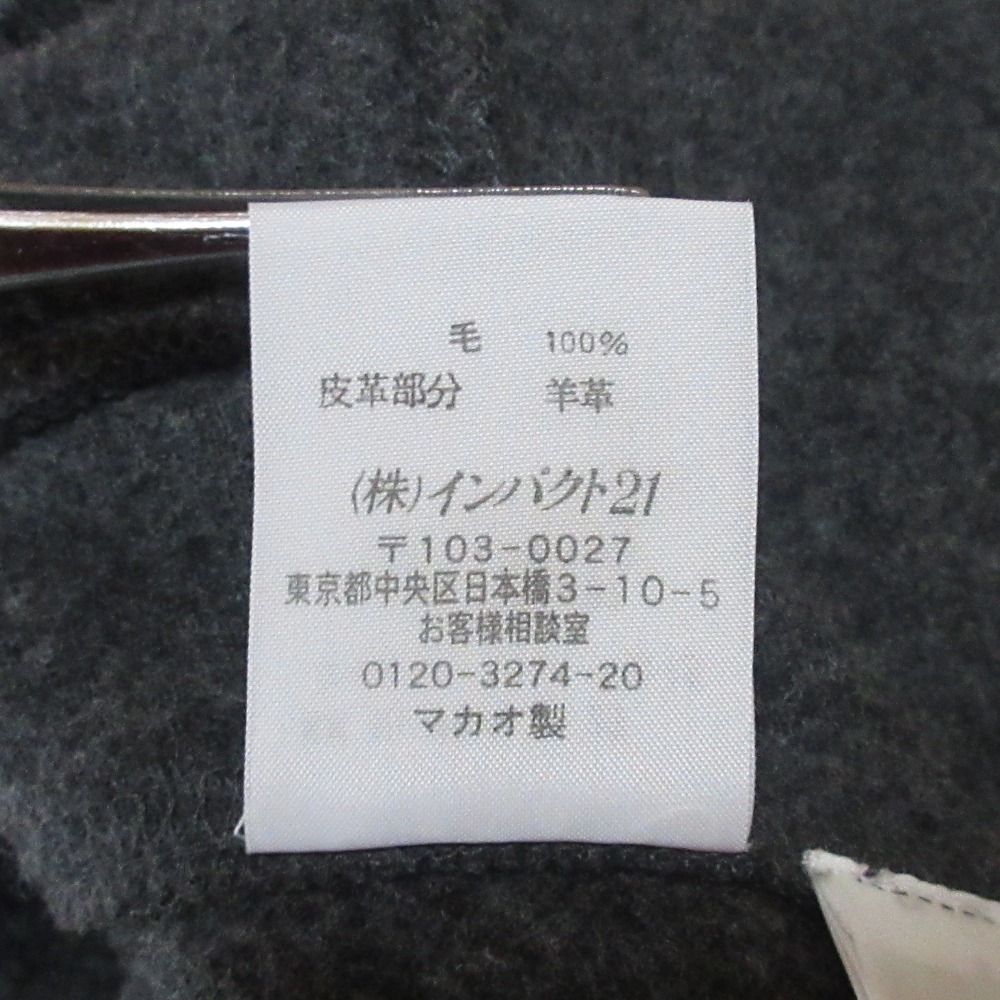 毛 100%
皮革部分 羊革
(株)インパクト21
〒103-0027
東京都中央区日本橋3-10-5
お客様相談室
0120-3274-20
マカオ製